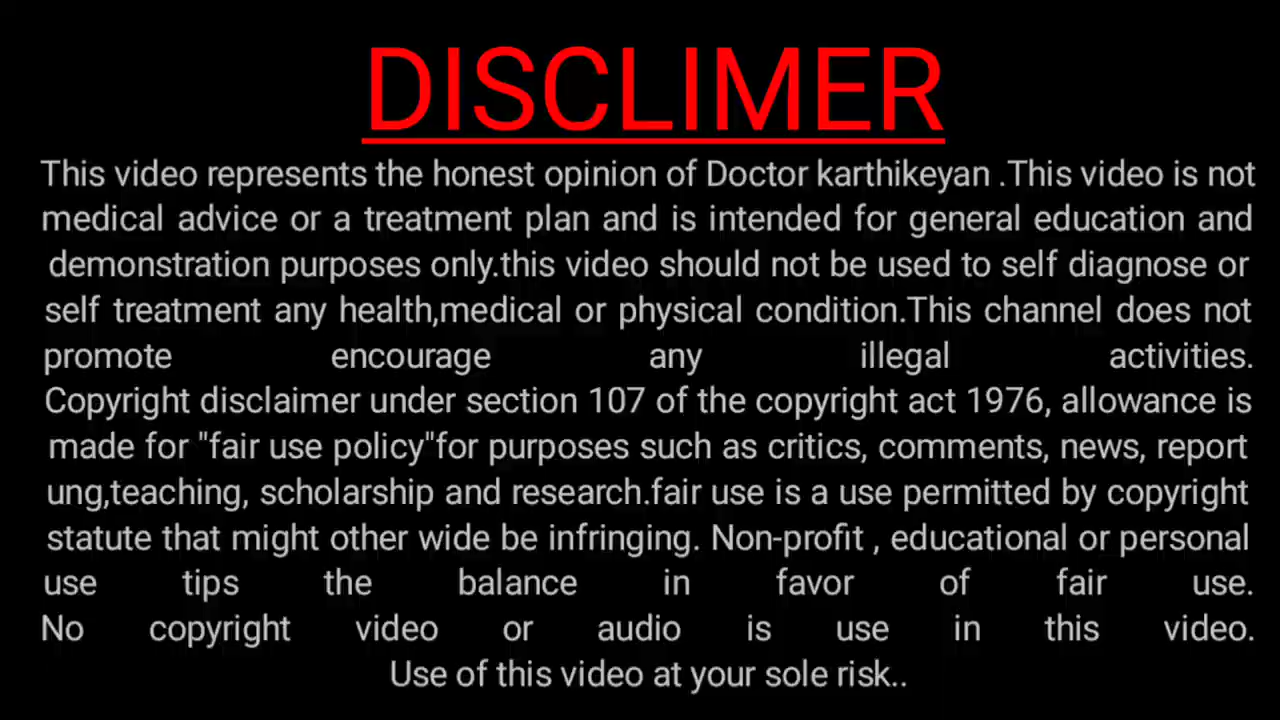 DISCLIMER
This video represents the honest opinion of Doctor karthikeyan .This video is not
medical advice or a treatment plan and is intended for general education and
demonstration purposes only.this video should not be used to self diagnose or
self treatment any health,medical or physical condition.This channel does not
promote encourage any illegal activities.
Copyright disclaimer under section 107 of the copyright act 1976, allowance is
made for "fair use policy"for purposes such as critics, comments, news, report
ung,teaching, scholarship and research.fair use is a use permitted by copyright
statute that might other wide be infringing. Non-profit , educational or personal
use tips the balance in favor of fair use.
No copyright video or audio is use in this video.
Use of this video at your sole risk..